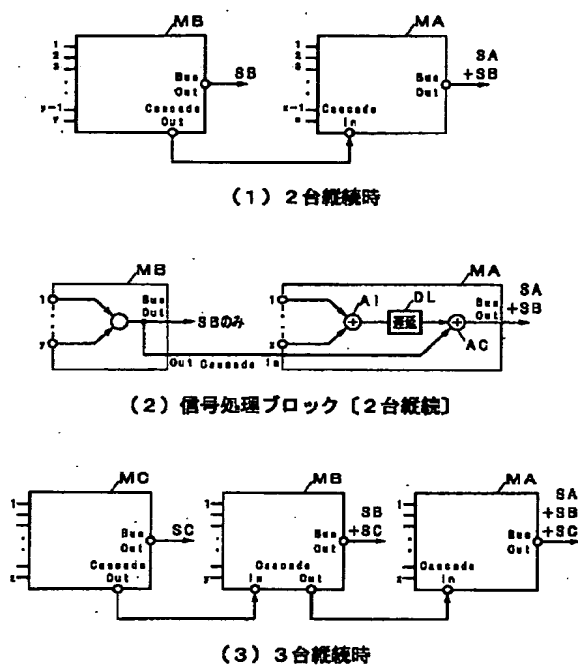 MB
MA
1
2
3
Bus
Out
SB
Cascade
Out
y-1
y
1
2
3
Bus
Out
SA
+SB
x-1
Cascade
In
(1) 2台縦続時
MB
MA
1
y
Bus
Out
SBのみ
Out Cascade In
1
x
AI
DL
遅延
AC
Bus
Out
SA
+SB
(2) 信号処理ブロック〔2台縦続〕
MC
MB
MA
1
z
Bus
Out
SC
Cascade
Out
1
y
Bus
Out
SB
+SC
Cascade
In Out
1
x
Bus
Out
SA
+SB
+SC
Cascade
In
(3) 3台縦続時